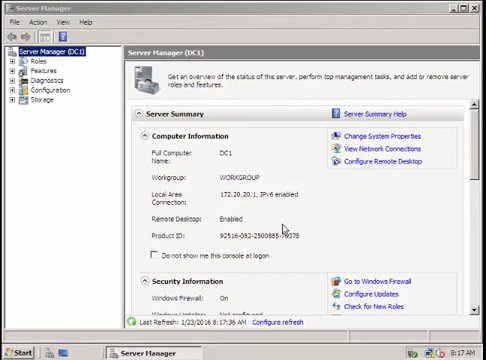 Server Manager
File Action View Help
Server Manager (DC1)
Roles
Features
Diagnostics
Configuration
Storage
Server Manager (DC1)
Get an overview of the status of this server, perform top management tasks, and add or remove server
roles and features.
Server Summary
Server Summary Help
Computer Information
Full Computer
Name:
DC1
Workgroup:
WORKGROUP
Local Area
Connection:
172.20.20.1, IPv6 enabled
Remote Desktop:
Enabled
Product ID:
Do not show me this console at logon
Change System Properties
View Network Connections
Configure Remote Desktop
Security Information
Windows Firewall:
On
Go to Windows Firewall
Configure Updates
Check for New Roles
Last Refresh: 1/23/2016 8:17:36 AM Configure refresh
Start
Server Manager
8:17 AM